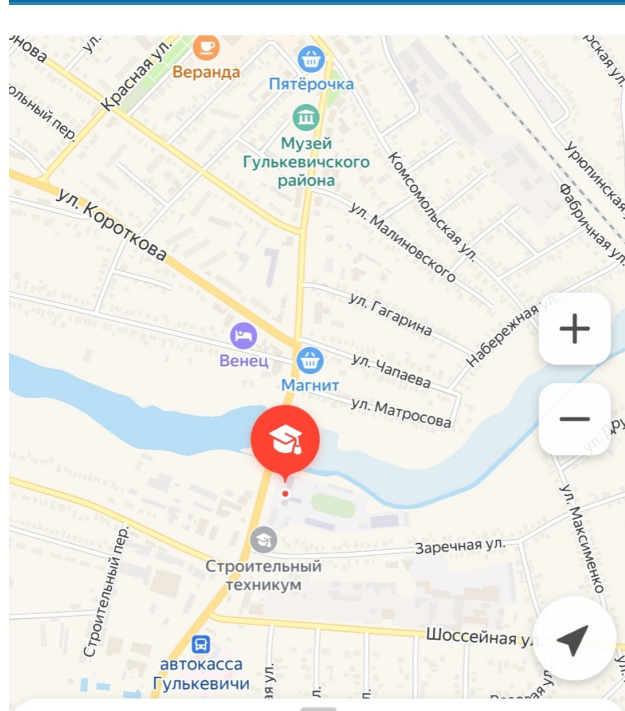 ул.
Красная ул.
Веранда
Пятёрочка
Музей
Гулькевичского
района
Комсомольская ул.
Урюпинская
Фабричная ул.
ул. Короткова
ул. Малиновского
ул. Гагарина
Набережная ул.
Венец
Магнит
ул. Чапаева
ул. Матросова
ул. Максименко
Строительный
техникум
Заречная ул.
Строительный пер.
Шоссейная ул.
автокасса
Гулькевичи